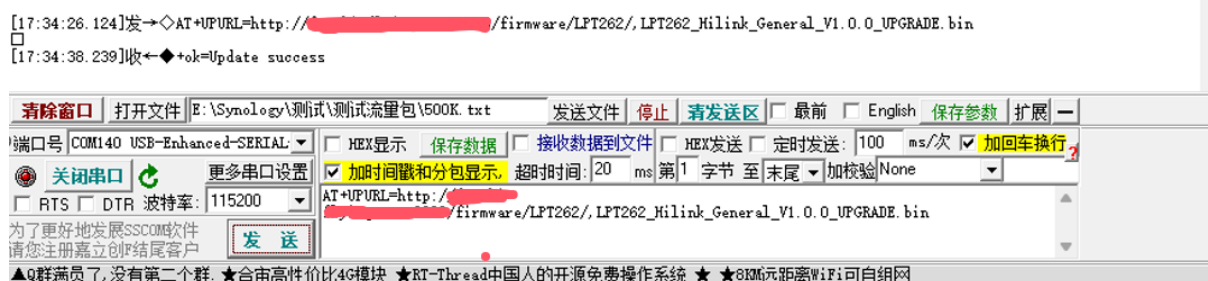 [17:34:26.124]发→◇AT+UPURL=http://
/firmware/LPT262/,LPT262_Hilink_General_V1.0.0_UPGRADE.bin
□
[17:34:38.239]收←◆+ok=Update success
清除窗口 打开文件 E:\Synology\测试\测试流量包\500K.txt 发送文件 停止 清发送区 最前 English 保存参数 扩展 —
端口号 COM140 USB-Enhanced-SERIAL HEX显示 保存数据 接收数据到文件 HEX发送 定时发送: 100 ms/次 加回车换行
关闭串口 更多串口设置 加时间戳和分包显示, 超时时间: 20 ms 第1 字节 至 末尾 加校验 None
RTS DTR 波特率: 115200 AT+UPURL=http:/
/firmware/LPT262/,LPT262_Hilink_General_V1.0.0_UPGRADE.bin
为了更好地发展SSCOM软件
请您注册嘉立创F结尾客户 发 送
▲Q群满员了,没有第二个群. ★合宙高性价比4G模块 ★RT-Thread中国人的开源免费操作系统 ★ ★8KM远距离WiFi可自组网